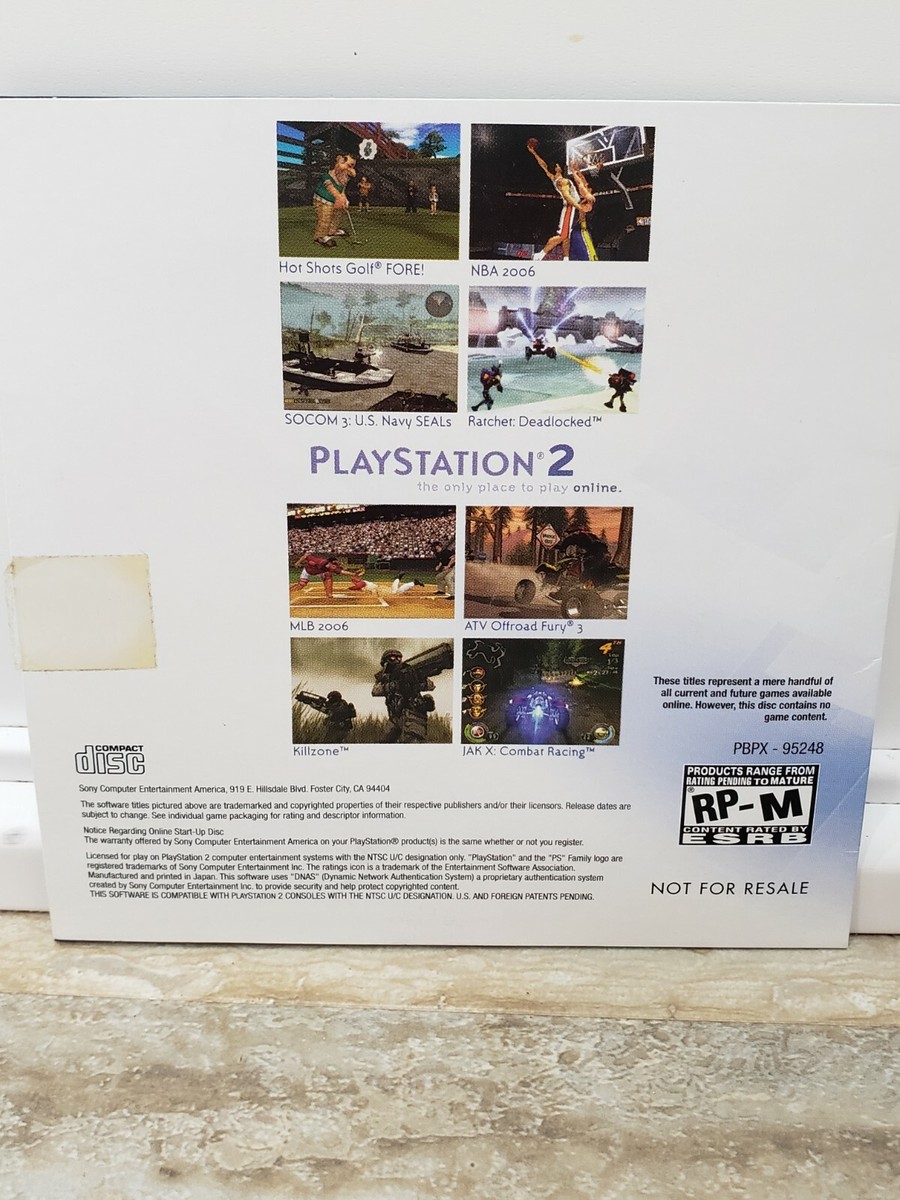 Hot Shots Golf® FORE!
NBA 2006
SOCOM 3: U.S. Navy SEALs
Ratchet: Deadlocked™
PLAYSTATION®2
the only place to play online.
MLB 2006
ATV Offroad Fury® 3
Killzone™
JAK X: Combat Racing™
These titles represent a mere handful of
all current and future games available
online. However, this disc contains no
game content.
PBPX - 95248
COMPACT
disc
PRODUCTS RANGE FROM
RATING PENDING TO MATURE
®
RP-M
CONTENT RATED BY
ESRB
NOT FOR RESALE
Sony Computer Entertainment America, 919 E. Hillsdale Blvd. Foster City, CA 94404
The software titles pictured above are trademarked and copyrighted properties of their respective publishers and/or their licensors. Release dates are
subject to change. See individual game packaging for rating and descriptor information.
Notice Regarding Online Start-Up Disc
The warranty offered by Sony Computer Entertainment America on your PlayStation® product(s) is the same whether or not you register.
Licensed for play on PlayStation 2 computer entertainment systems with the NTSC U/C designation only. "PlayStation" and the "PS" Family logo are
registered trademarks of Sony Computer Entertainment Inc. The ratings icon is a trademark of the Entertainment Software Association.
Manufactured and printed in Japan. This software uses "DNAS" (Dynamic Network Authentication System) a proprietary authentication system
created by Sony Computer Entertainment Inc. to provide security and help protect copyrighted content.
THIS SOFTWARE IS COMPATIBLE WITH PLAYSTATION 2 CONSOLES WITH THE NTSC U/C DESIGNATION. U.S. AND FOREIGN PATENTS PENDING.